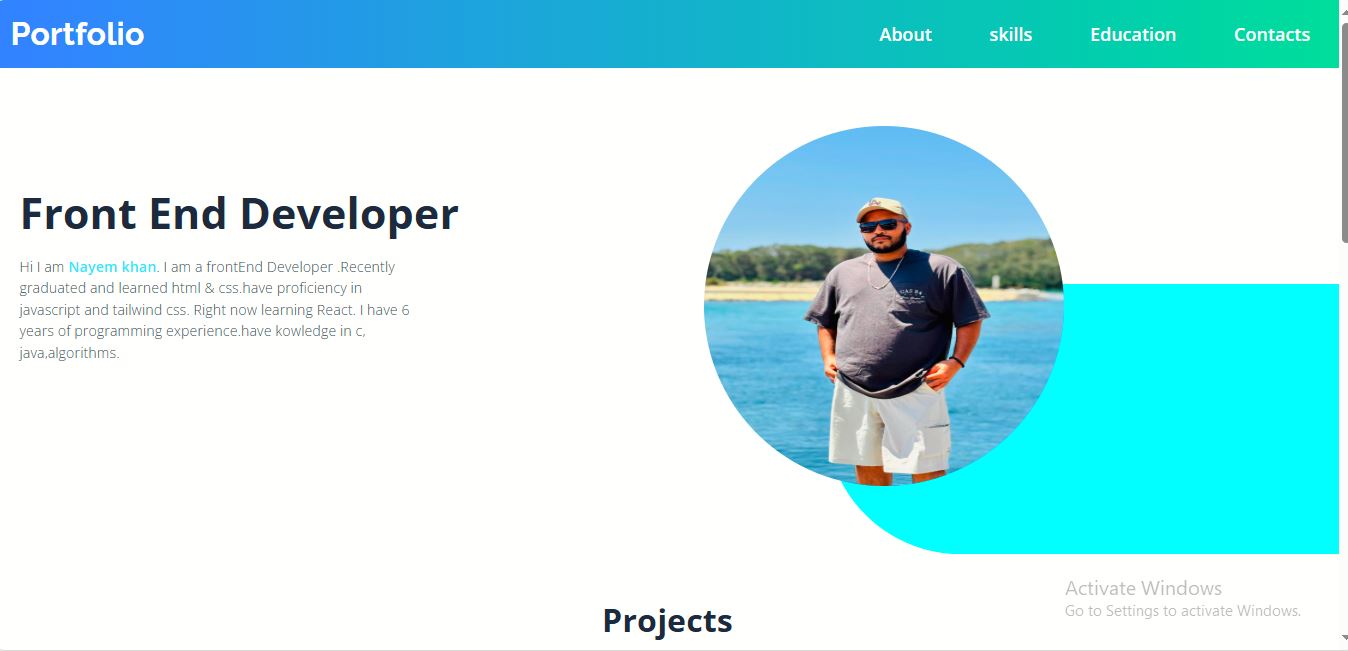 Portfolio
About skills Education Contacts
Front End Developer
Hi I am Nayem khan. I am a frontEnd Developer .Recently
graduated and learned html & css.have proficiency in
javascript and tailwind css. Right now learning React. I have 6
years of programming experience.have kowledge in c,
java,algorithms.
Projects
Activate Windows
Go to Settings to activate Windows.